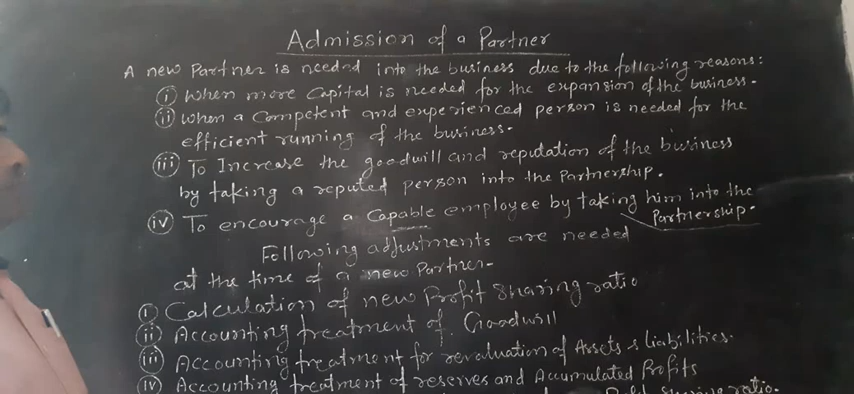 Admission of a Partner
A new Partner is needed into the business due to the following reasons:
(i) When more Capital is needed for the expansion of the business.
(ii) When a Competent and experienced person is needed for the
efficient running of the business.
(iii) To Increase the goodwill and reputation of the business
by taking a reputed person into the Partnership.
(iv) To encourage a Capable employee by taking him into the
Partnership.
Following adjustments are needed
at the time of a new Partner-
(i) Calculation of new Profit Sharing ratio
(ii) Accounting treatment of Goodwill
(iii) Accounting treatment for revaluation of Assets & Liabilities.
(iv) Accounting treatment of reserves and Accumulated Profits
ratio.